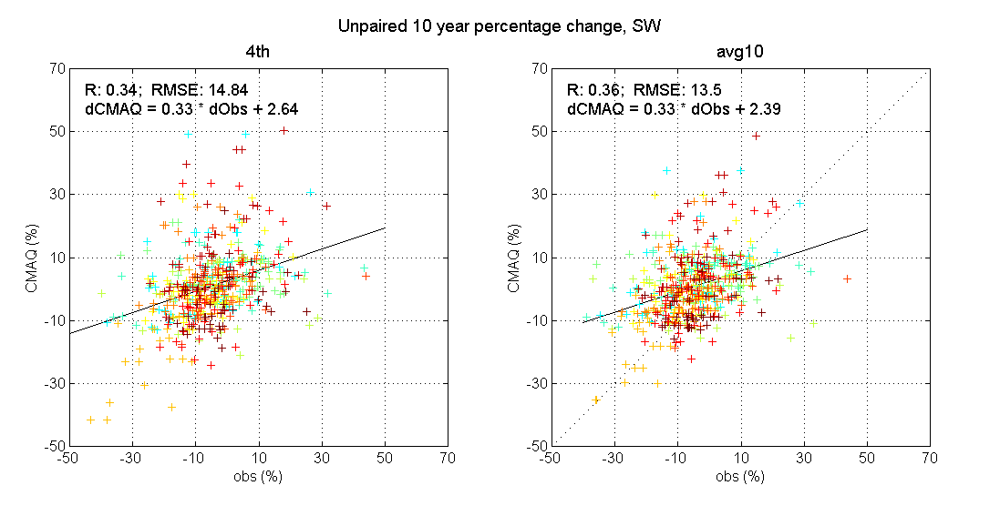 Unpaired 10 year percentage change, SW
4th
70
50
30
10
-10
-30
-50
CMAQ (%)
R: 0.34; RMSE: 14.84
dCMAQ = 0.33 * dObs + 2.64
-50 -30 -10 10 30 50 70
obs (%)
avg10
70
50
30
10
-10
-30
-50
CMAQ (%)
R: 0.36; RMSE: 13.5
dCMAQ = 0.33 * dObs + 2.39
-50 -30 -10 10 30 50 70
obs (%)